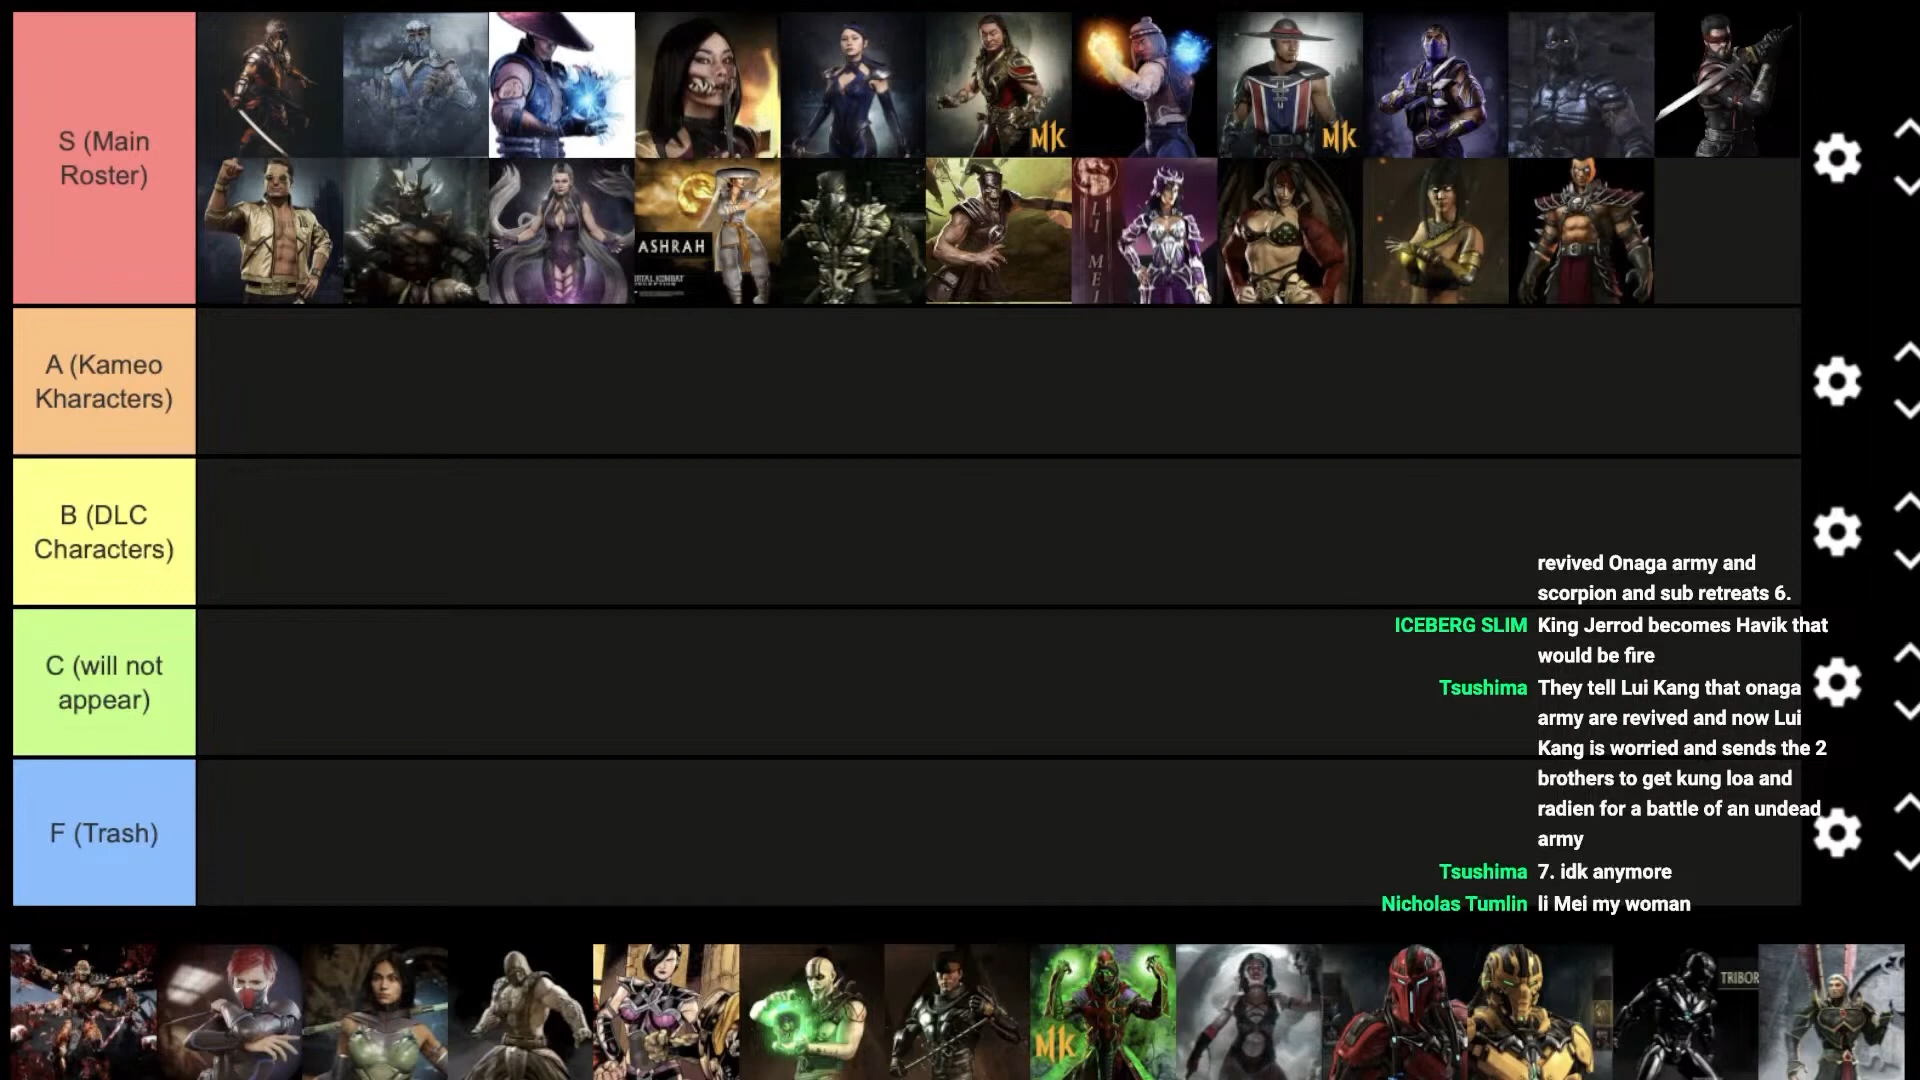 S (Main
Roster)
MK
MK
ASHRAH
LI MEI
A (Kameo
Kharacters)
B (DLC
Characters)
revived Onaga army and
scorpion and sub retreats 6.
C (will not
appear)
ICEBERG SLIM King Jerrod becomes Havik that
would be fire
Tsushima They tell Lui Kang that onaga
army are revived and now Lui
Kang is worried and sends the 2
brothers to get kung loa and
radien for a battle of an undead
army
F (Trash)
Tsushima 7. idk anymore
Nicholas Tumlin li Mei my woman
MK
TRIBOR